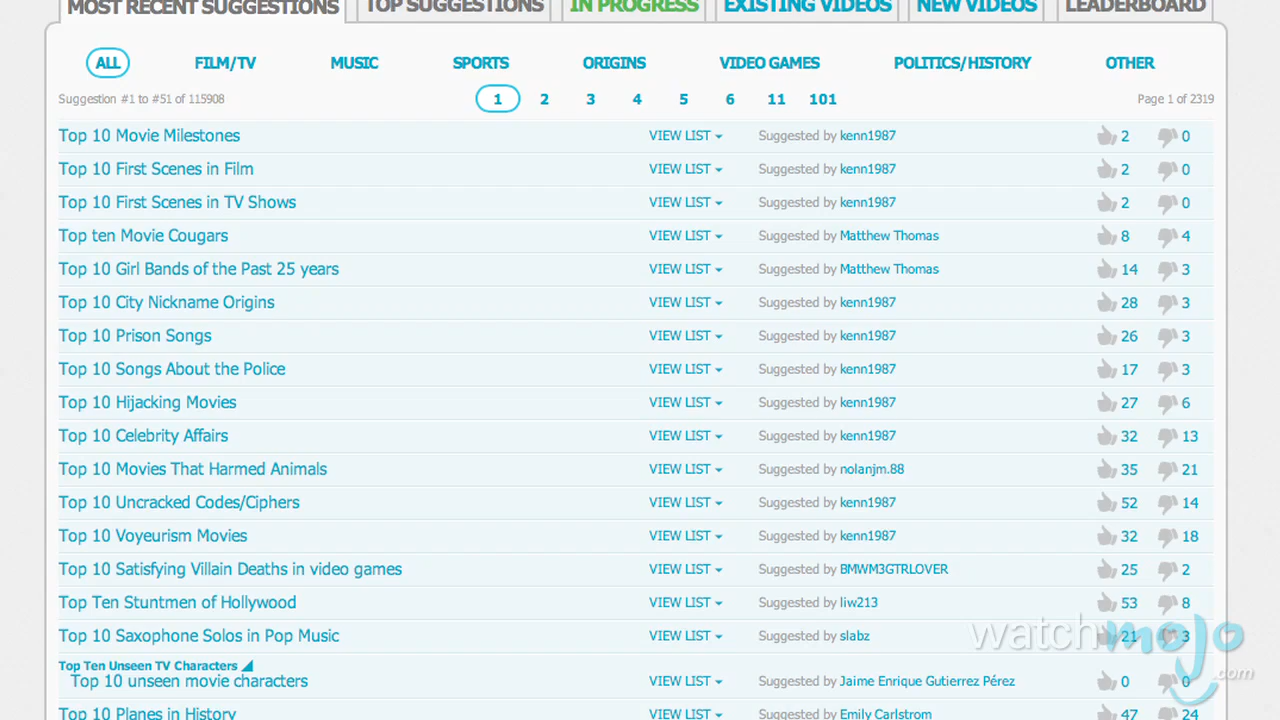 MOST RECENT SUGGESTIONS TOP SUGGESTIONS IN PROGRESS EXISTING VIDEOS NEW VIDEOS LEADERBOARD
ALL FILM/TV MUSIC SPORTS ORIGINS VIDEO GAMES POLITICS/HISTORY OTHER
Suggestion #1 to #51 of 115908 1 2 3 4 5 6 11 101 Page 1 of 2319
Top 10 Movie Milestones VIEW LIST Suggested by kenn1987 2 0
Top 10 First Scenes in Film VIEW LIST Suggested by kenn1987 2 0
Top 10 First Scenes in TV Shows VIEW LIST Suggested by kenn1987 2 0
Top ten Movie Cougars VIEW LIST Suggested by Matthew Thomas 8 4
Top 10 Girl Bands of the Past 25 years VIEW LIST Suggested by Matthew Thomas 14 3
Top 10 City Nickname Origins VIEW LIST Suggested by kenn1987 28 3
Top 10 Prison Songs VIEW LIST Suggested by kenn1987 26 3
Top 10 Songs About the Police VIEW LIST Suggested by kenn1987 17 3
Top 10 Hijacking Movies VIEW LIST Suggested by kenn1987 27 6
Top 10 Celebrity Affairs VIEW LIST Suggested by kenn1987 32 13
Top 10 Movies That Harmed Animals VIEW LIST Suggested by nolanjm.88 35 21
Top 10 Uncracked Codes/Ciphers VIEW LIST Suggested by kenn1987 52 14
Top 10 Voyeurism Movies VIEW LIST Suggested by kenn1987 32 18
Top 10 Satisfying Villain Deaths in video games VIEW LIST Suggested by BMWM3GTRLOVER 25 2
Top Ten Stuntmen of Hollywood VIEW LIST Suggested by liw213 53 8
Top 10 Saxophone Solos in Pop Music VIEW LIST Suggested by slabz 21 3
watchmojo.com
Top Ten Unseen TV Characters
Top 10 unseen movie characters VIEW LIST Suggested by Jaime Enrique Gutierrez Pérez 0 0
Top 10 Planes in History VIEW LIST Suggested by Emily Carlstrom 47 24